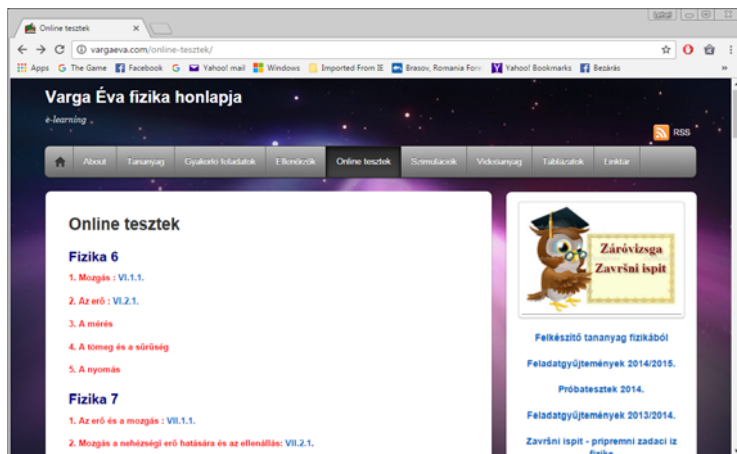 Online tesztek
vargaeva.com/online-tesztek/
Apps The Game Facebook Yahoo! mail Windows Imported From IE Brasov, Romania Yahoo! Bookmarks Bezárás »
Varga Éva fizika honlapja
e-learning
RSS
About Tananyag Gyakorló feladatok Ellenőrzők Online tesztek Szimulációk Videóanyag Táblázatok Linktár
Online tesztek
Fizika 6
1. Mozgás : VI.1.1.
2. Az erő : VI.2.1.
3. A mérés
4. A tömeg és a sűrűség
5. A nyomás
Fizika 7
1. Az erő és a mozgás : VII.1.1.
2. Mozgás a nehézségi erő hatására és az ellenállás: VII.2.1.
Záróvizsga
Završni ispit
Felkészítő tananyag fizikából
Feladatgyűjtemények 2014/2015.
Próbatesztek 2014.
Feladatgyűjtemények 2013/2014.
Završni ispit - pripremni zadaci iz